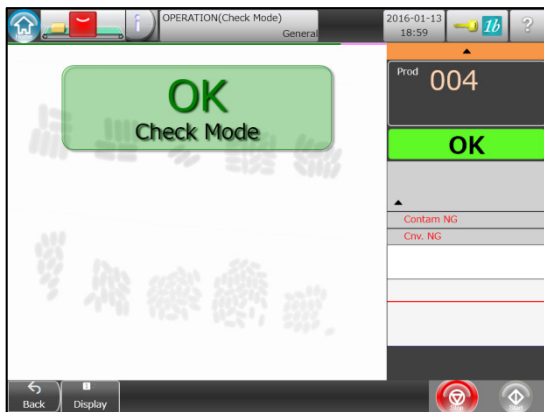 OPERATION(Check Mode)
General
2016-01-13
18:59
1b
?
OK
Check Mode
Prod
004
OK
Contam NG
Cnv. NG
Back
Display